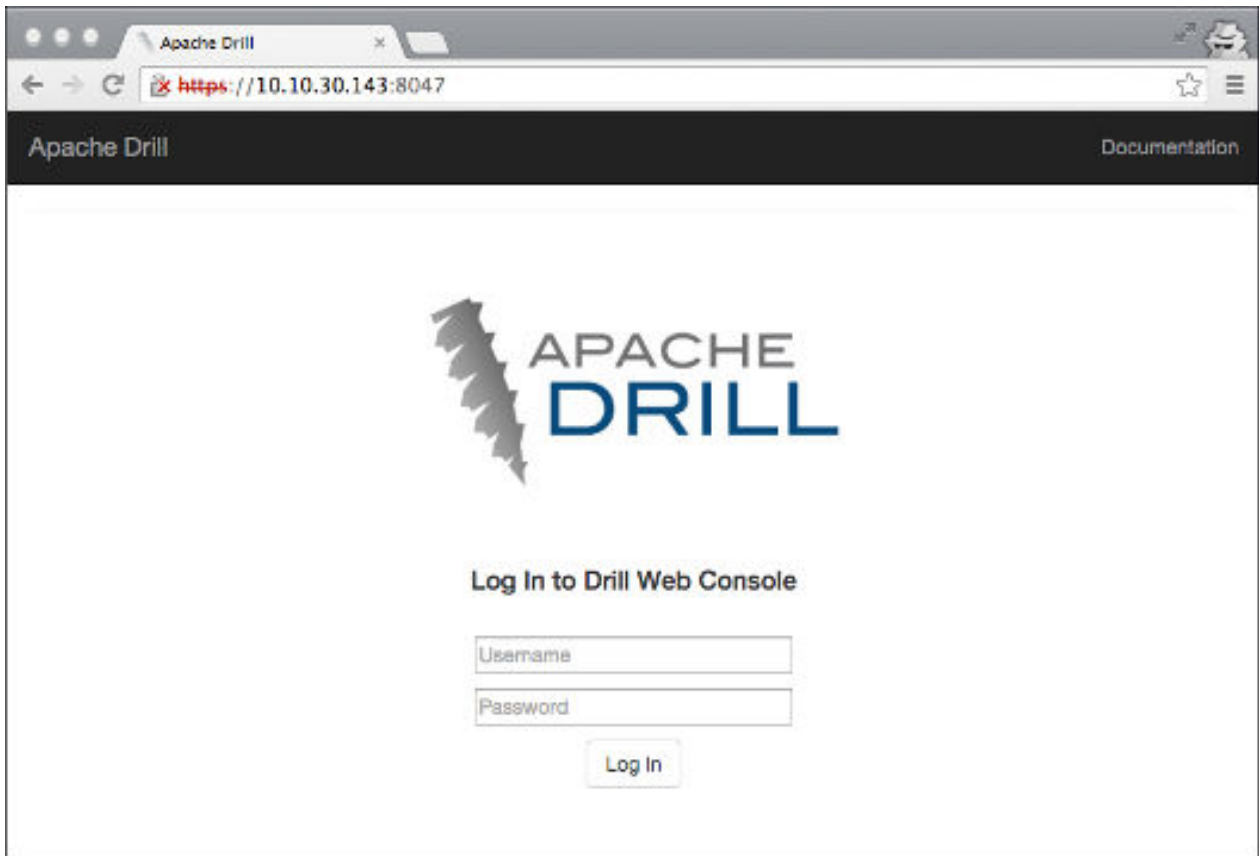 Apache Drill
https://10.10.30.143:8047
Apache Drill Documentation
APACHE
DRILL
Log In to Drill Web Console
Username
Password
Log In